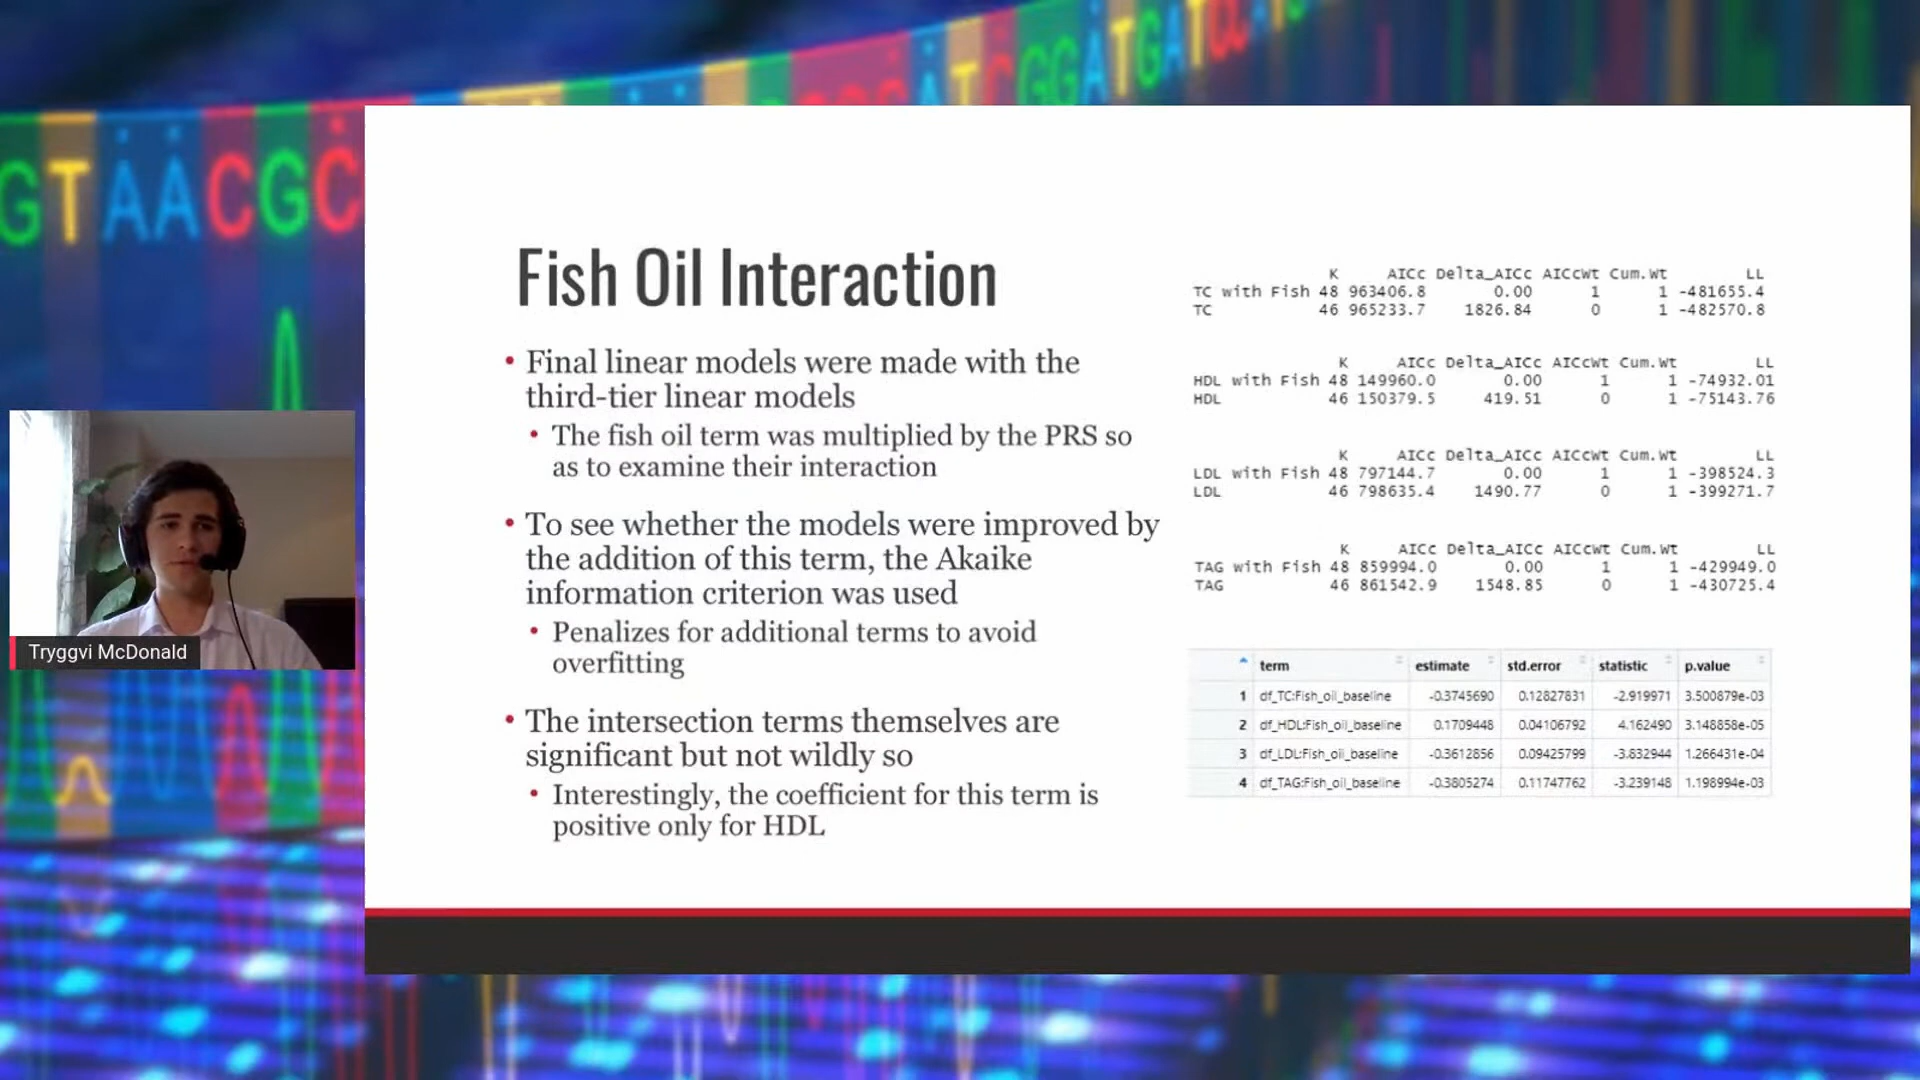 GTAACGC
ATCGGATGATC
Fish Oil Interaction
• Final linear models were made with the
third-tier linear models
• The fish oil term was multiplied by the PRS so
as to examine their interaction
• To see whether the models were improved by
the addition of this term, the Akaike
information criterion was used
• Penalizes for additional terms to avoid
overfitting
• The intersection terms themselves are
significant but not wildly so
• Interestingly, the coefficient for this term is
positive only for HDL
K AICc Delta_AICc AICcWt Cum.Wt LL
TC with Fish 48 963406.8 0.00 1 1 -481655.4
TC 46 965233.7 1826.84 0 1 -482570.8
K AICc Delta_AICc AICcWt Cum.Wt LL
HDL with Fish 48 149960.0 0.00 1 1 -74932.01
HDL 46 150379.5 419.51 0 1 -75143.76
K AICc Delta_AICc AICcWt Cum.Wt LL
LDL with Fish 48 797144.7 0.00 1 1 -398524.3
LDL 46 798635.4 1490.77 0 1 -399271.7
K AICc Delta_AICc AICcWt Cum.Wt LL
TAG with Fish 48 859994.0 0.00 1 1 -429949.0
TAG 46 861542.9 1548.85 0 1 -430725.4
term estimate std.error statistic p.value
1 df_TC:Fish_oil_baseline -0.3745690 0.12827831 -2.919971 3.500879e-03
2 df_HDL:Fish_oil_baseline 0.1709448 0.04106792 4.162490 3.148858e-05
3 df_LDL:Fish_oil_baseline -0.3612856 0.09425799 -3.832944 1.266431e-04
4 df_TAG:Fish_oil_baseline -0.3805274 0.11747762 -3.239148 1.198994e-03
Tryggvi McDonald